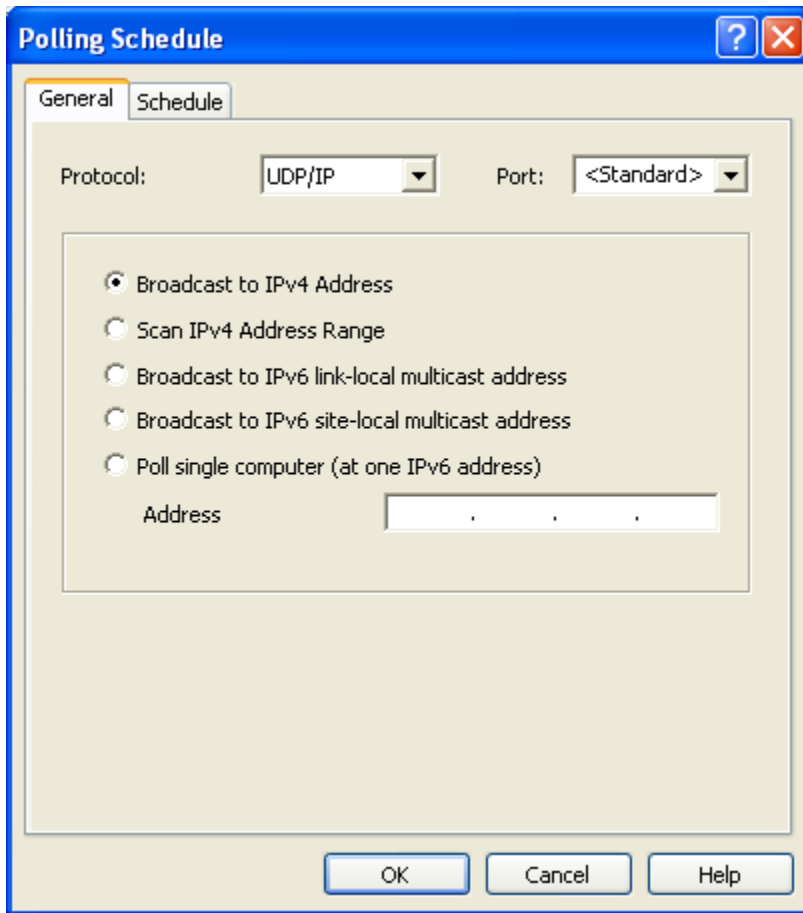 Polling Schedule
General Schedule
Protocol: UDP/IP Port: <Standard>
Broadcast to IPv4 Address
Scan IPv4 Address Range
Broadcast to IPv6 link-local multicast address
Broadcast to IPv6 site-local multicast address
Poll single computer (at one IPv6 address)
Address . . .
OK Cancel Help